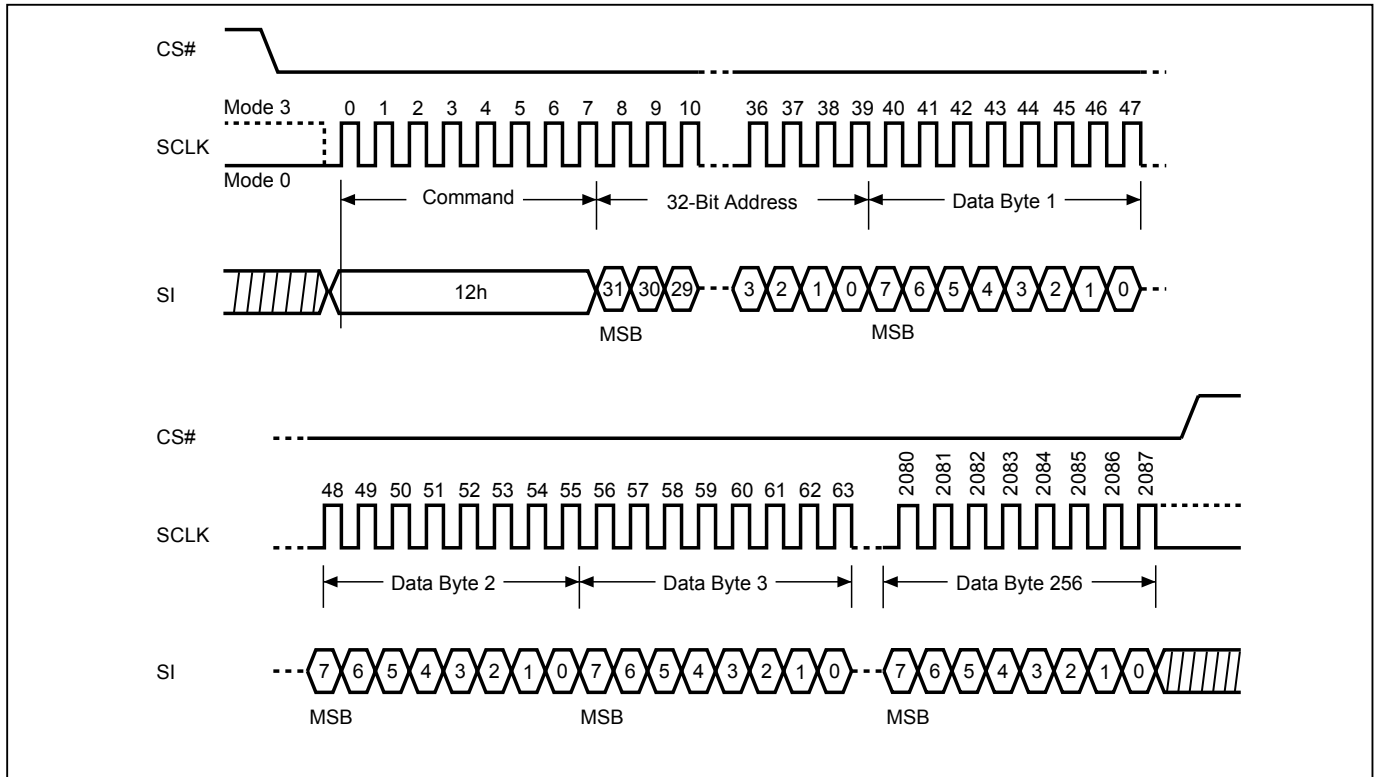 CS#
Mode 3
0 1 2 3 4 5 6 7 8 9 10 36 37 38 39 40 41 42 43 44 45 46 47
SCLK
Mode 0
Command 32-Bit Address Data Byte 1
SI 12h 31 30 29 3 2 1 0 7 6 5 4 3 2 1 0
MSB MSB
CS#
48 49 50 51 52 53 54 55 56 57 58 59 60 61 62 63 2080 2081 2082 2083 2084 2085 2086 2087
SCLK
Data Byte 2 Data Byte 3 Data Byte 256
SI 7 6 5 4 3 2 1 0 7 6 5 4 3 2 1 0 7 6 5 4 3 2 1 0
MSB MSB MSB